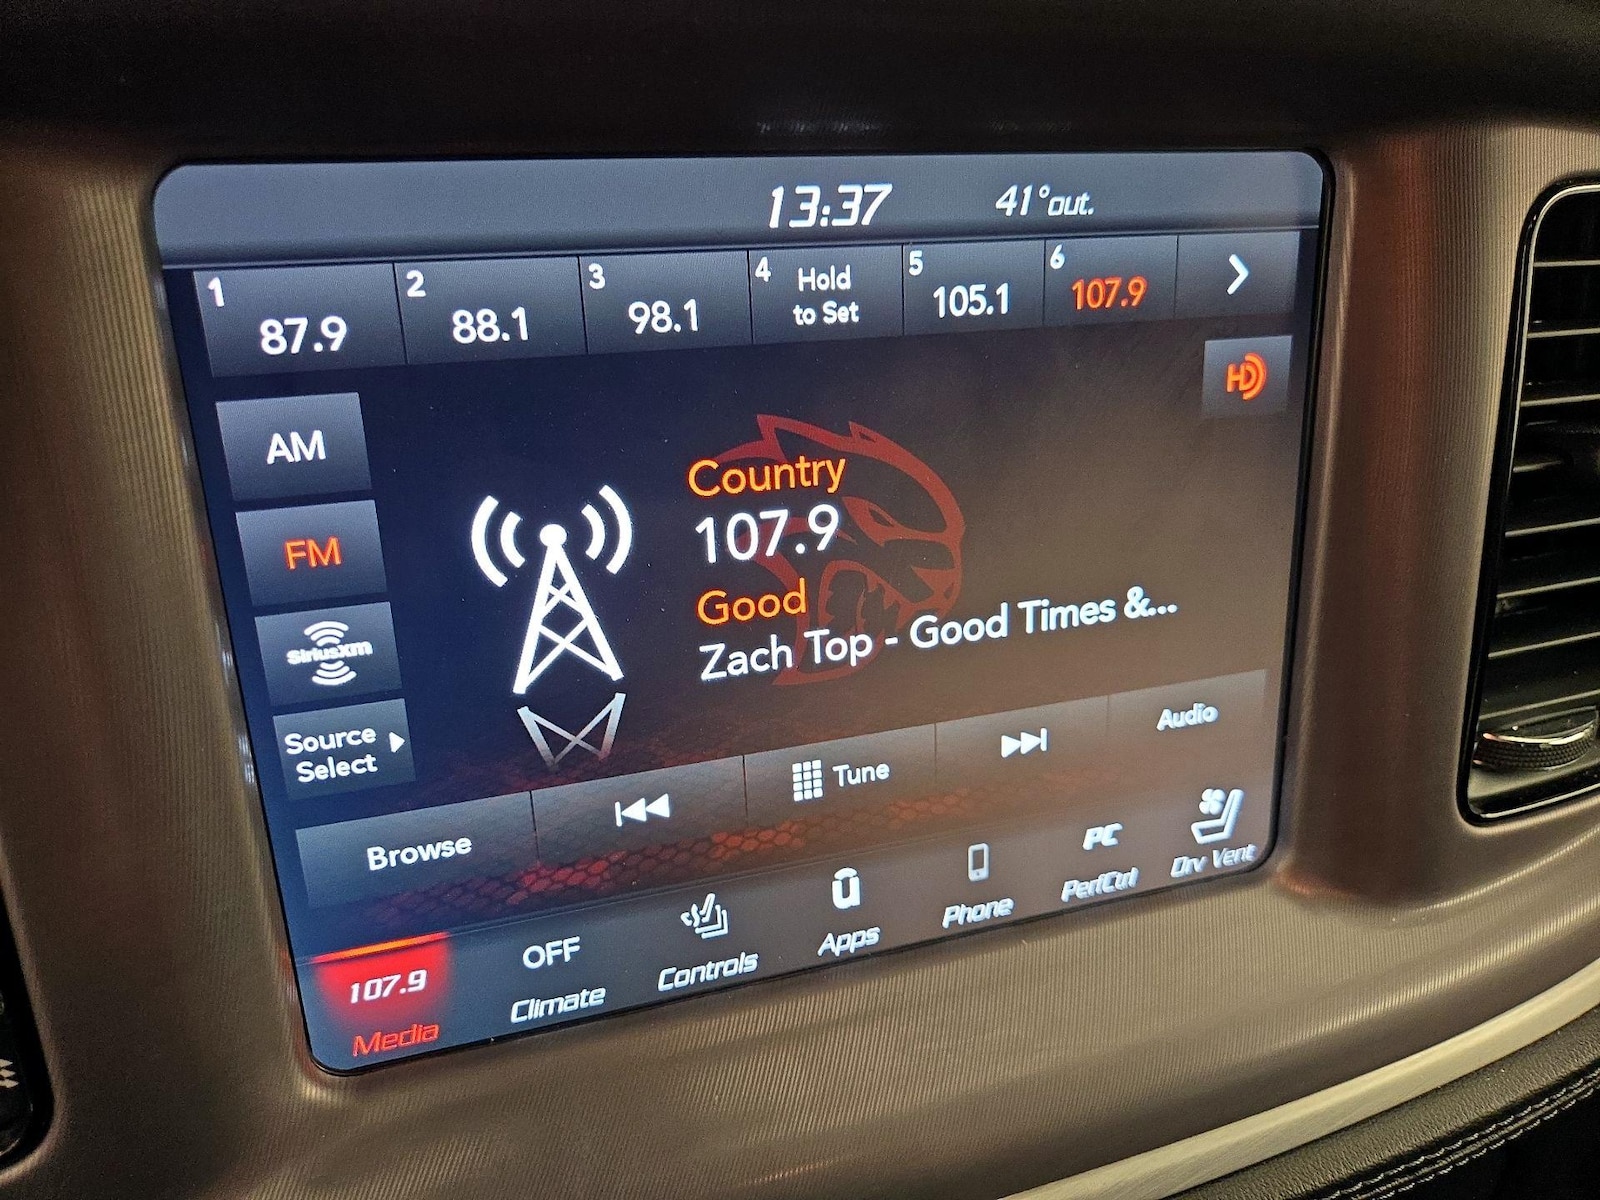 13:37
41°out.
1
87.9
2
88.1
3
98.1
4
Hold
to Set
5
105.1
6
107.9
HD
AM
FM
SiriusXM
Source
Select
Country
107.9
Good
Zach Top - Good Times &...
Browse
Tune
Audio
107.9
Media
OFF
Climate
Controls
Apps
Phone
PC
PerfCtrl
Drv Vent